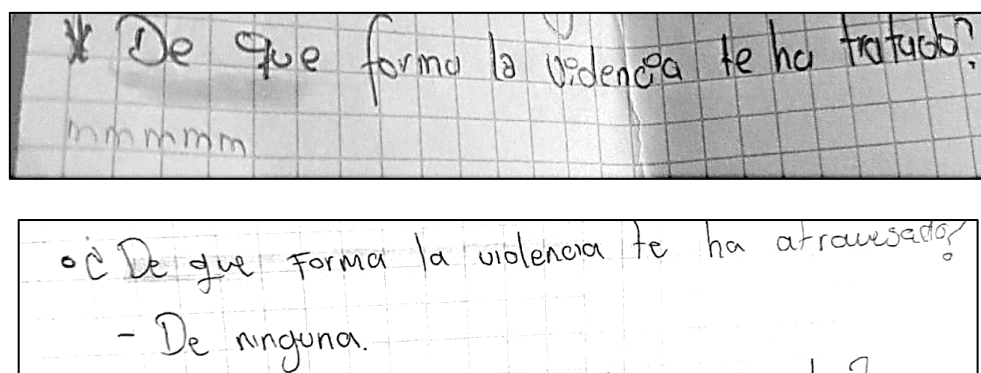 * De que forma la violencia te ha tratado?
mmmmm
• ¿De que forma la violencia te ha atravesado?
- De ninguna.